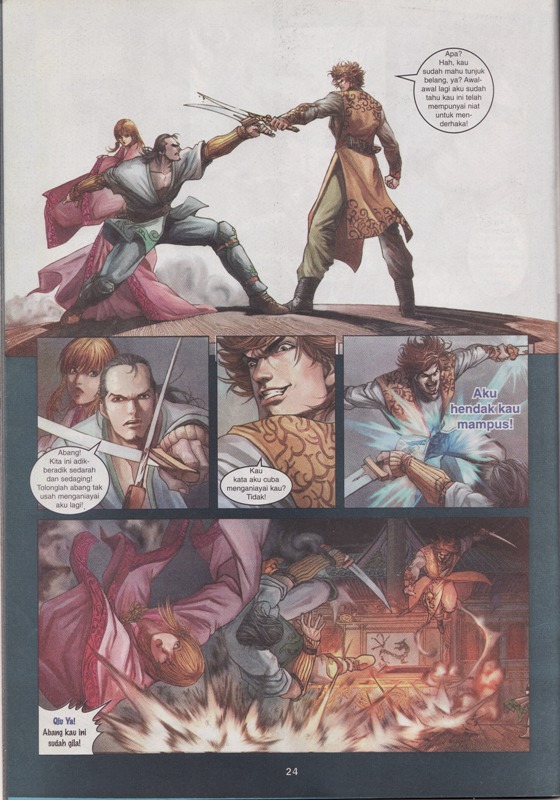 Apa?
Hah, kau
sudah mahu tunjuk
belang, ya? Awal-
awal lagi aku sudah
tahu kau ini telah
mempunyai niat
untuk men-
derhaka!
Abang!
Kita ini adik-
beradik sedarah
dan sedaging!
Tolonglah abang tak
usah menganiayai
aku lagi!
Kau
kata aku cuba
menganiayai kau?
Tidak!
Aku
hendak kau
mampus!
Qiu Ya!
Abang kau ini
sudah gila!
24